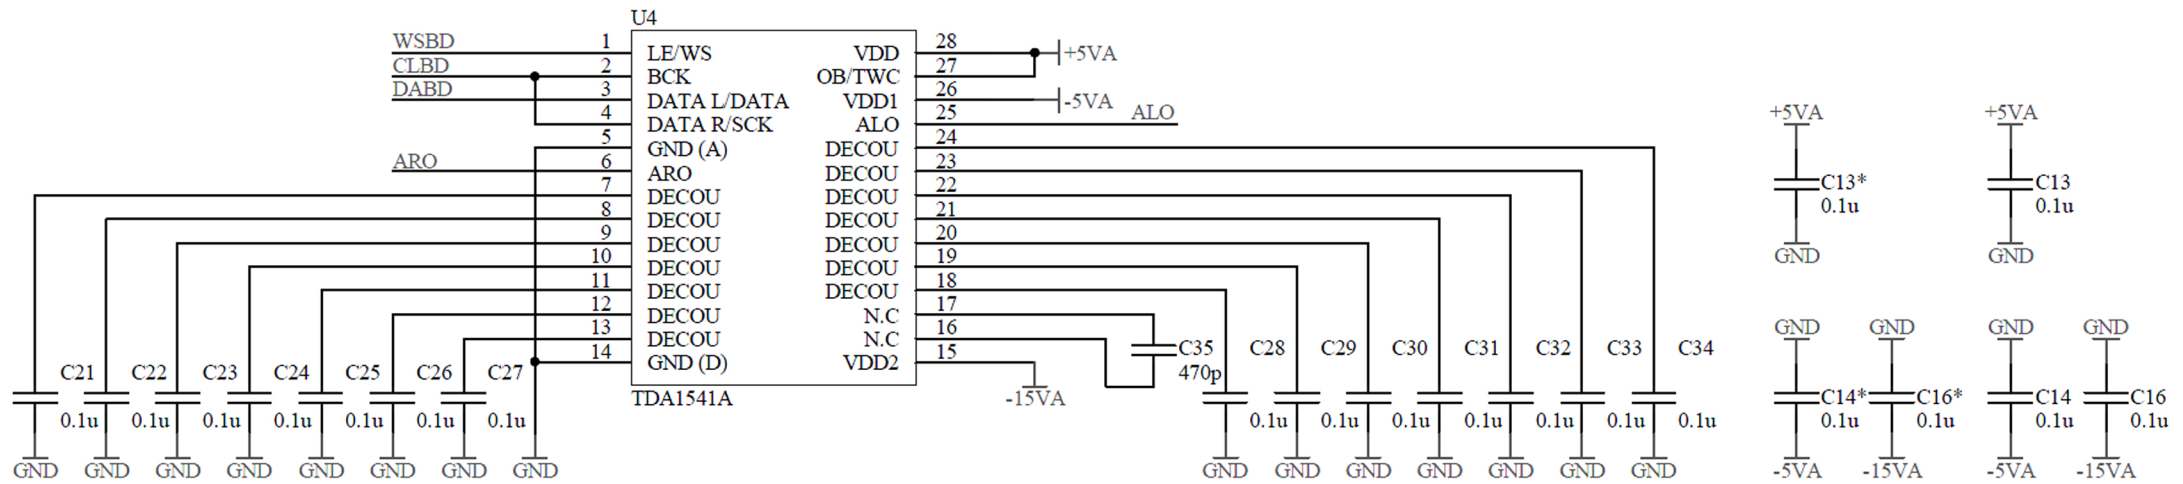 U4
WSBD 1 LE/WS VDD 28 +5VA
CLBD 2 BCK OB/TWC 27
DABD 3 DATA L/DATA VDD1 26 -5VA
4 DATA R/SCK ALO 25 ALO
5 GND (A) DECOU 24
ARO 6 ARO DECOU 23
7 DECOU DECOU 22
8 DECOU DECOU 21
9 DECOU DECOU 20
10 DECOU DECOU 19
11 DECOU DECOU 18
12 DECOU N.C 17
13 DECOU N.C 16
14 GND (D) VDD2 15
TDA1541A
-15VA
C35
470p
C21 C22 C23 C24 C25 C26 C27
0.1u 0.1u 0.1u 0.1u 0.1u 0.1u 0.1u
GND GND GND GND GND GND GND GND
C28 C29 C30 C31 C32 C33 C34
0.1u 0.1u 0.1u 0.1u 0.1u 0.1u 0.1u
GND GND GND GND GND GND GND
+5VA +5VA
C13* C13
0.1u 0.1u
GND GND
GND GND GND GND
C14* C16* C14 C16
0.1u 0.1u 0.1u 0.1u
-5VA -15VA -5VA -15VA